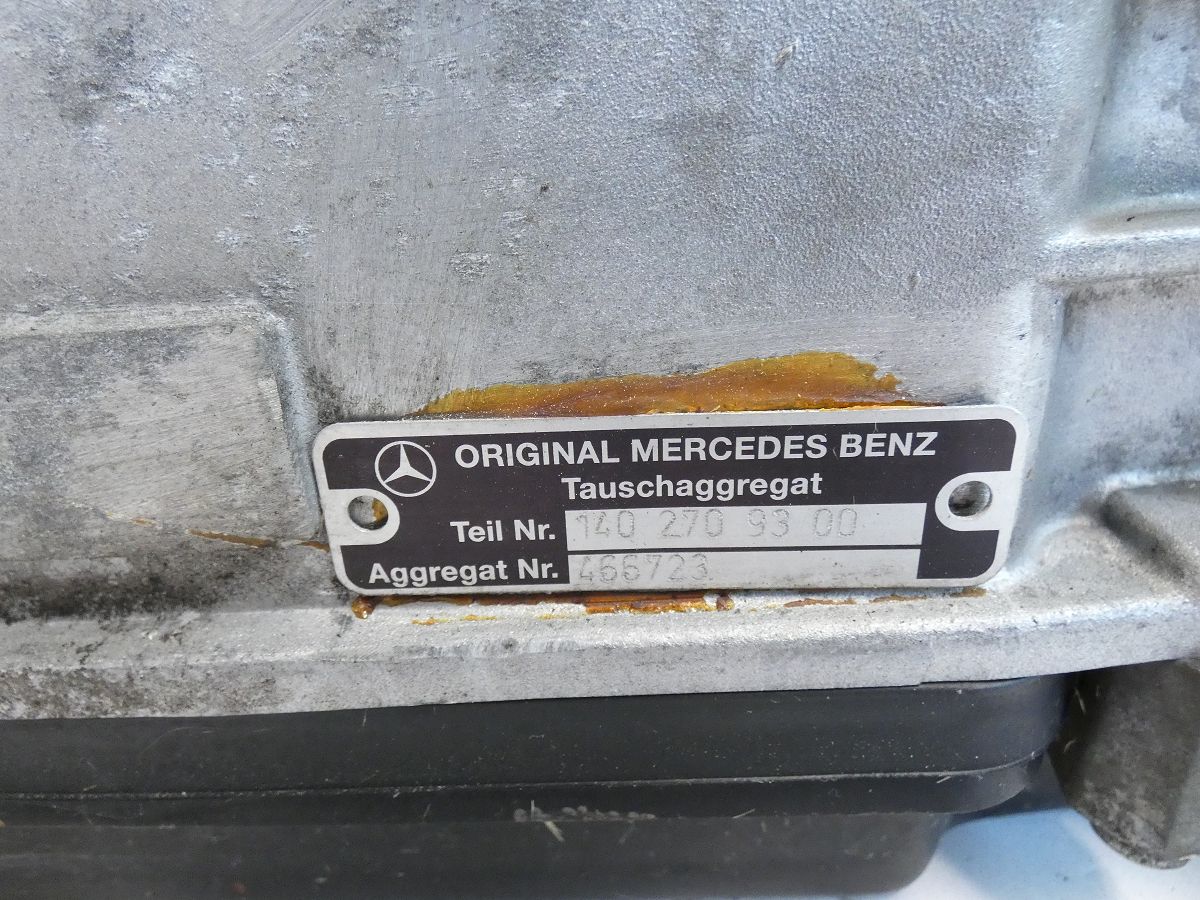 ORIGINAL MERCEDES BENZ
Tauschaggregat
Teil Nr. 140 270 93 00
Aggregat Nr. 466723